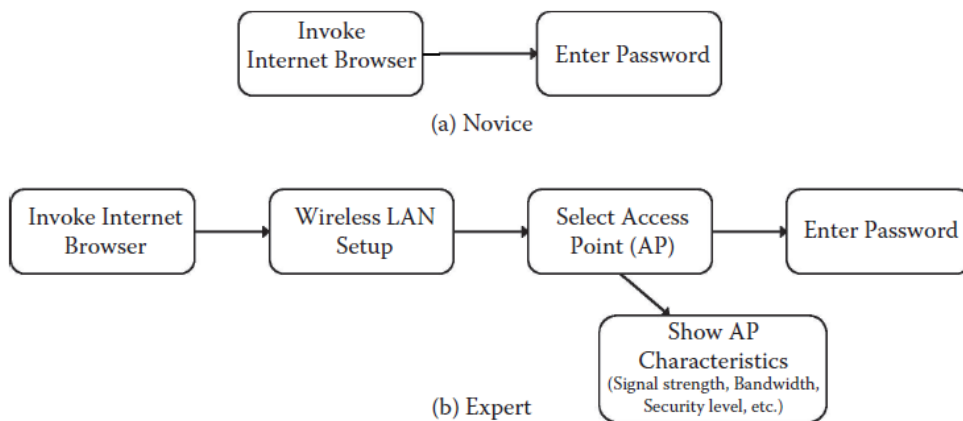 Invoke
Internet Browser
Enter Password
(a) Novice
Invoke Internet
Browser
Wireless LAN
Setup
Select Access
Point (AP)
Enter Password
Show AP
Characteristics
(Signal strength, Bandwidth,
Security level, etc.)
(b) Expert